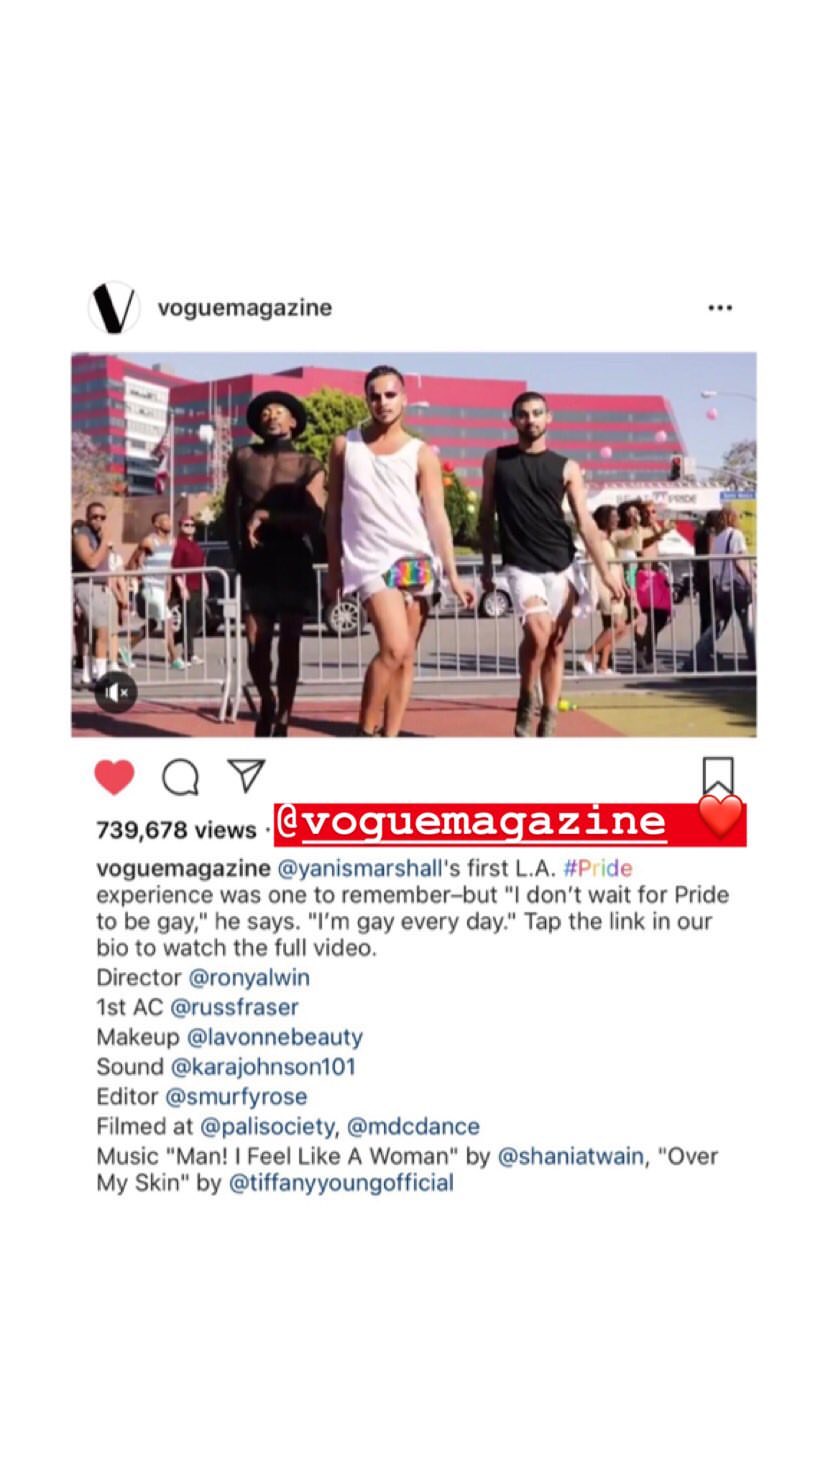 voguemagazine
PRIDE
739,678 views · @voguemagazine ❤️
voguemagazine @yanismarshall's first L.A. #Pride
experience was one to remember–but "I don’t wait for Pride
to be gay," he says. "I’m gay every day." Tap the link in our
bio to watch the full video.
Director @ronyalwin
1st AC @russfraser
Makeup @lavonnebeauty
Sound @karajohnson101
Editor @smurfyrose
Filmed at @palisociety, @mdcdance
Music "Man! I Feel Like A Woman" by @shaniatwain, "Over
My Skin" by @tiffanyyoungofficial